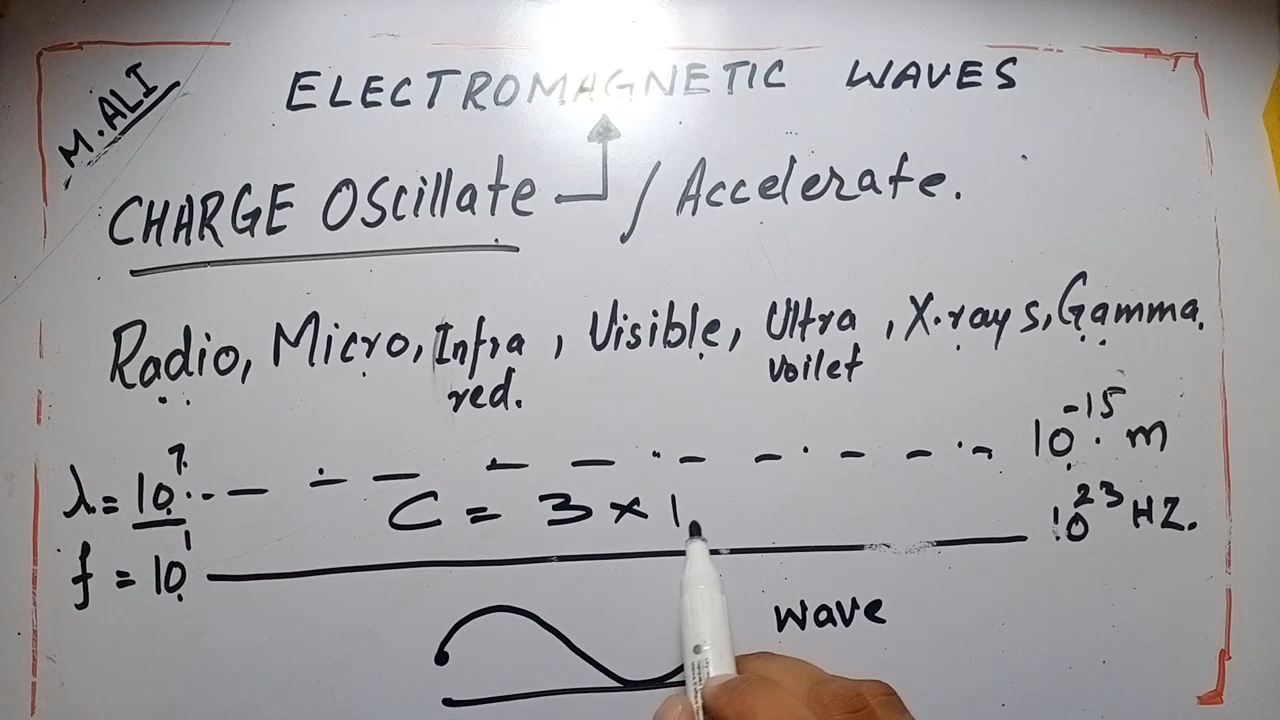 M. ALI
ELECTROMAGNETIC WAVES
CHARGE OScillate / Accelerate.
Radio, Micro, Infra red., Visible, Ultra voilet, X-rays, Gamma.
λ = 10⁷ 10⁻¹⁵ m
C = 3 × 1
f = 10¹ 10²³ HZ.
wave